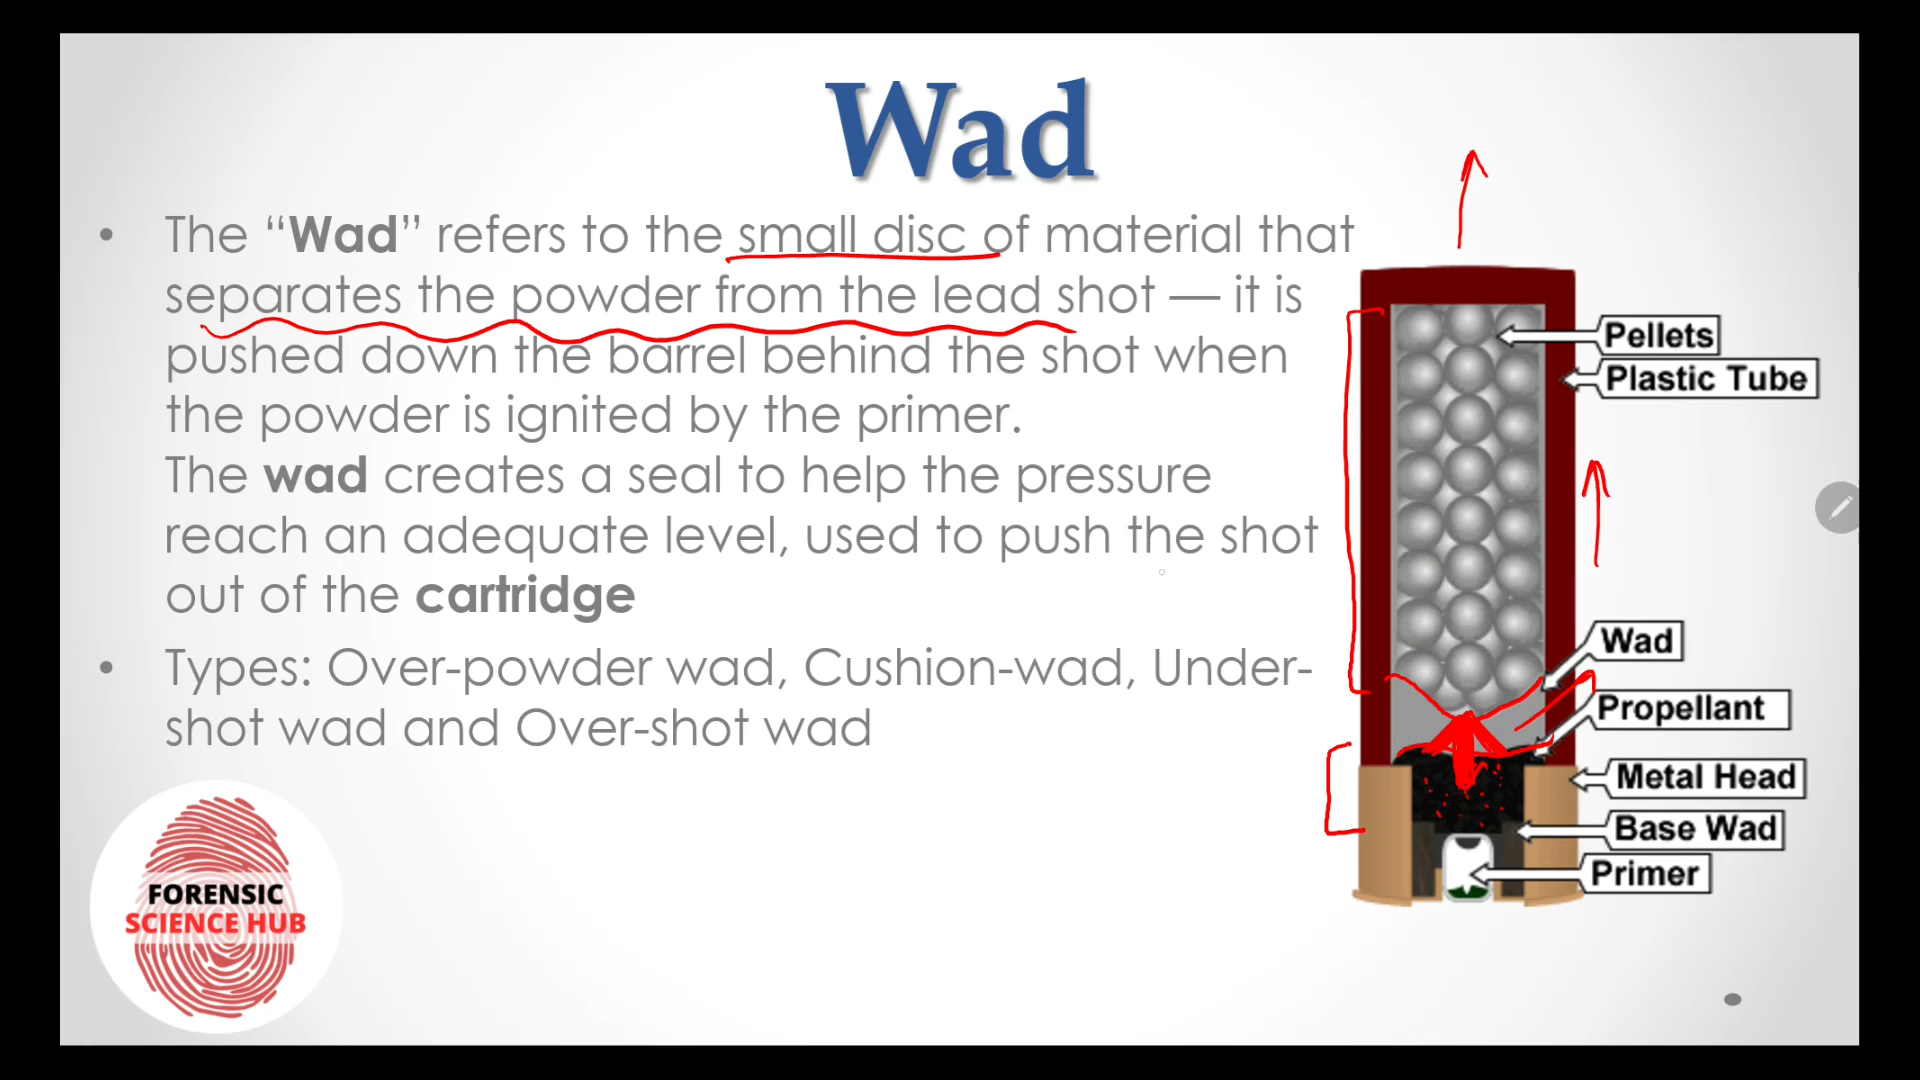 Wad
• The “Wad” refers to the small disc of material that
separates the powder from the lead shot — it is
pushed down the barrel behind the shot when
the powder is ignited by the primer.
The wad creates a seal to help the pressure
reach an adequate level, used to push the shot
out of the cartridge
• Types: Over-powder wad, Cushion-wad, Under-
shot wad and Over-shot wad
Pellets
Plastic Tube
Wad
Propellant
Metal Head
Base Wad
Primer
FORENSIC
SCIENCE HUB